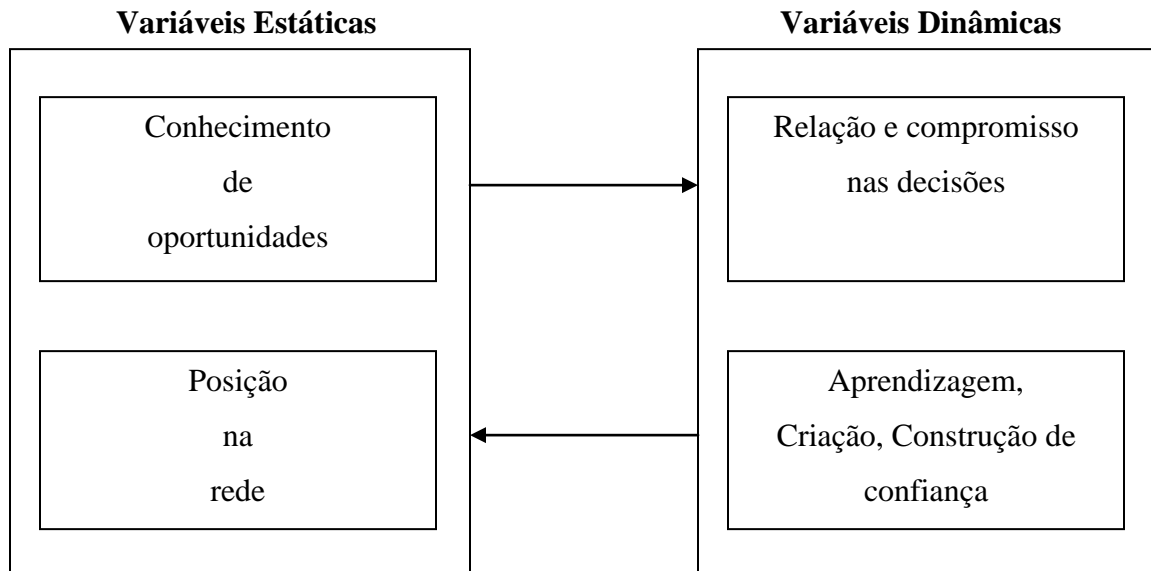 Variáveis Estáticas
Variáveis Dinâmicas
Conhecimento
de
oportunidades
Relação e compromisso
nas decisões
Posição
na
rede
Aprendizagem,
Criação, Construção de
confiança